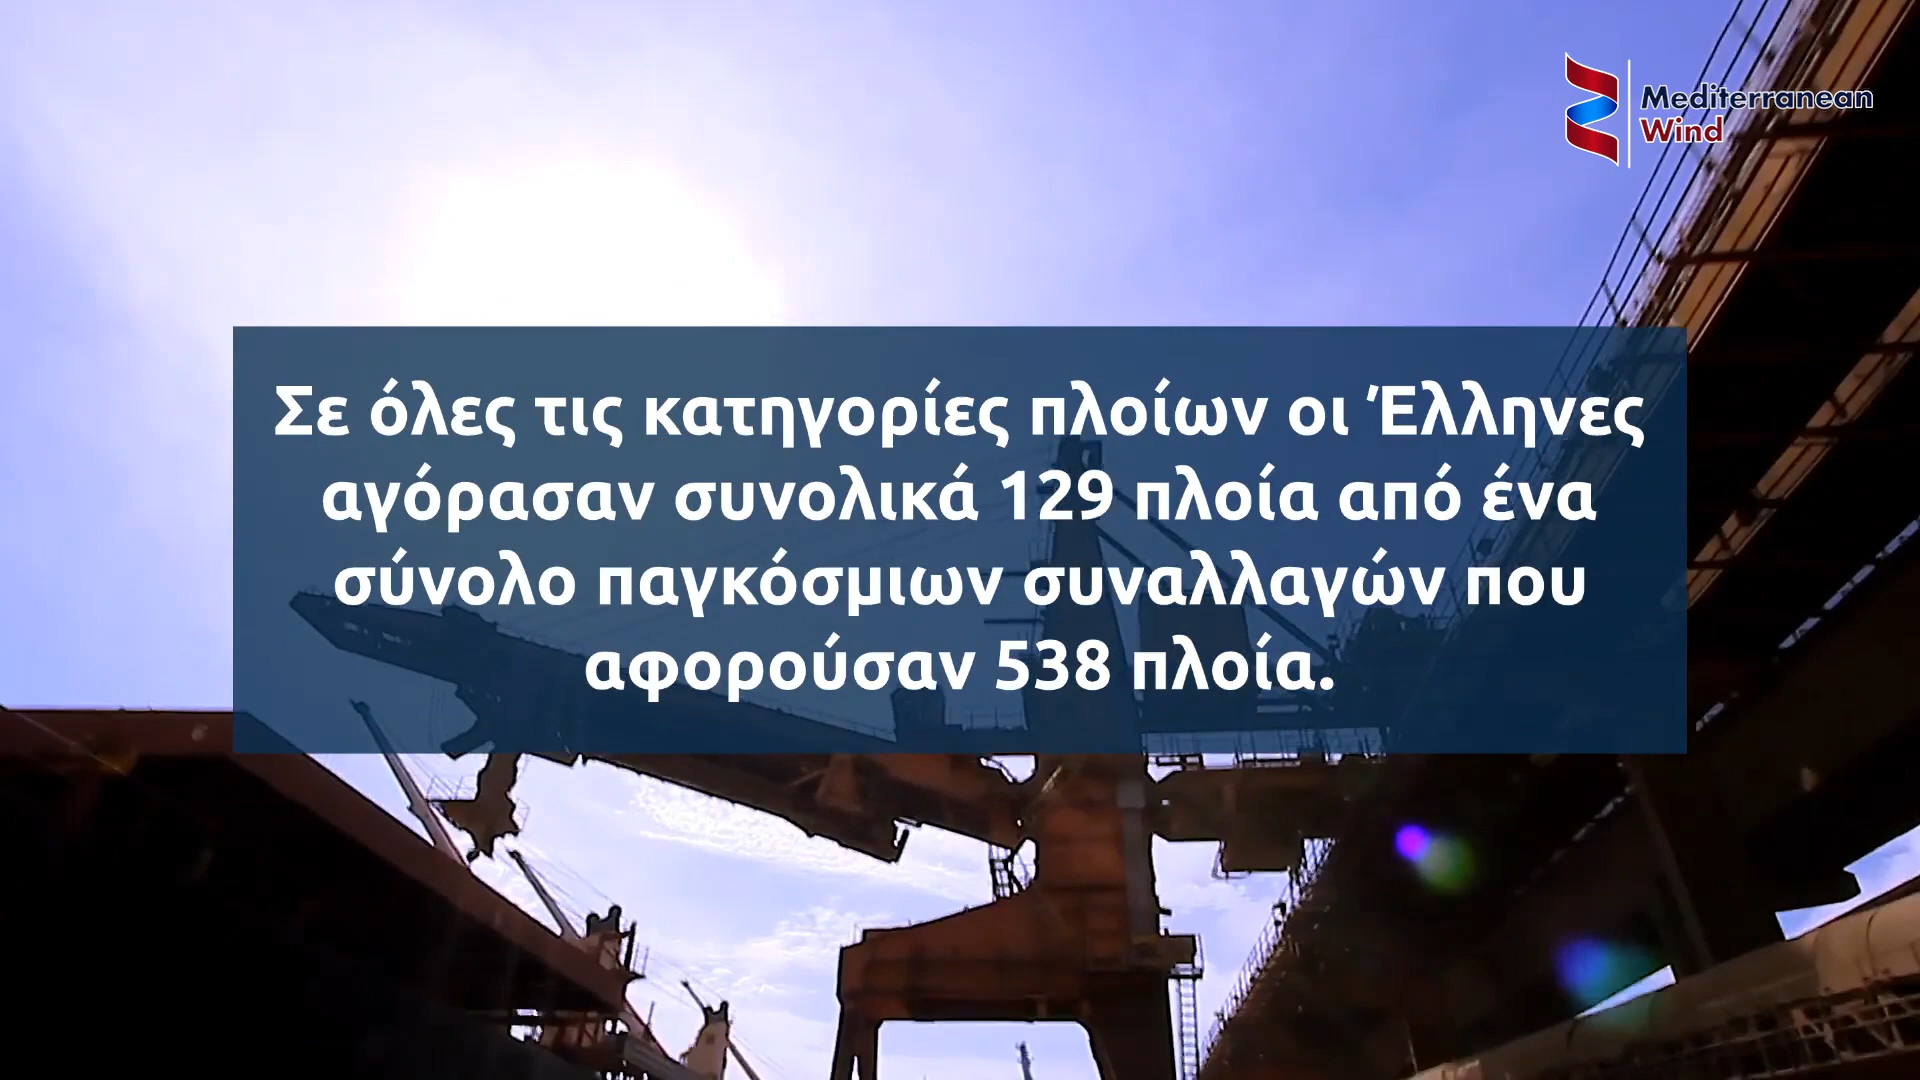 Mediterranean
Wind
Σε όλες τις κατηγορίες πλοίων οι Έλληνες
αγόρασαν συνολικά 129 πλοία από ένα
σύνολο παγκόσμιων συναλλαγών που
αφορούσαν 538 πλοία.